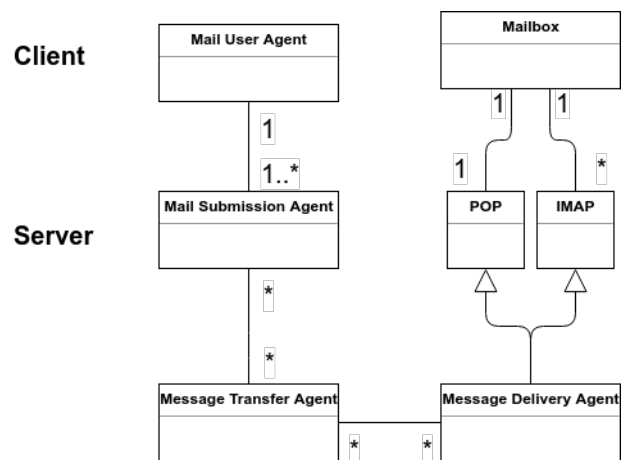 Client
Mail User Agent
Mailbox
1
1
1
1..*
1
*
Server
Mail Submission Agent
POP
IMAP
*
*
Message Transfer Agent
Message Delivery Agent
*
*